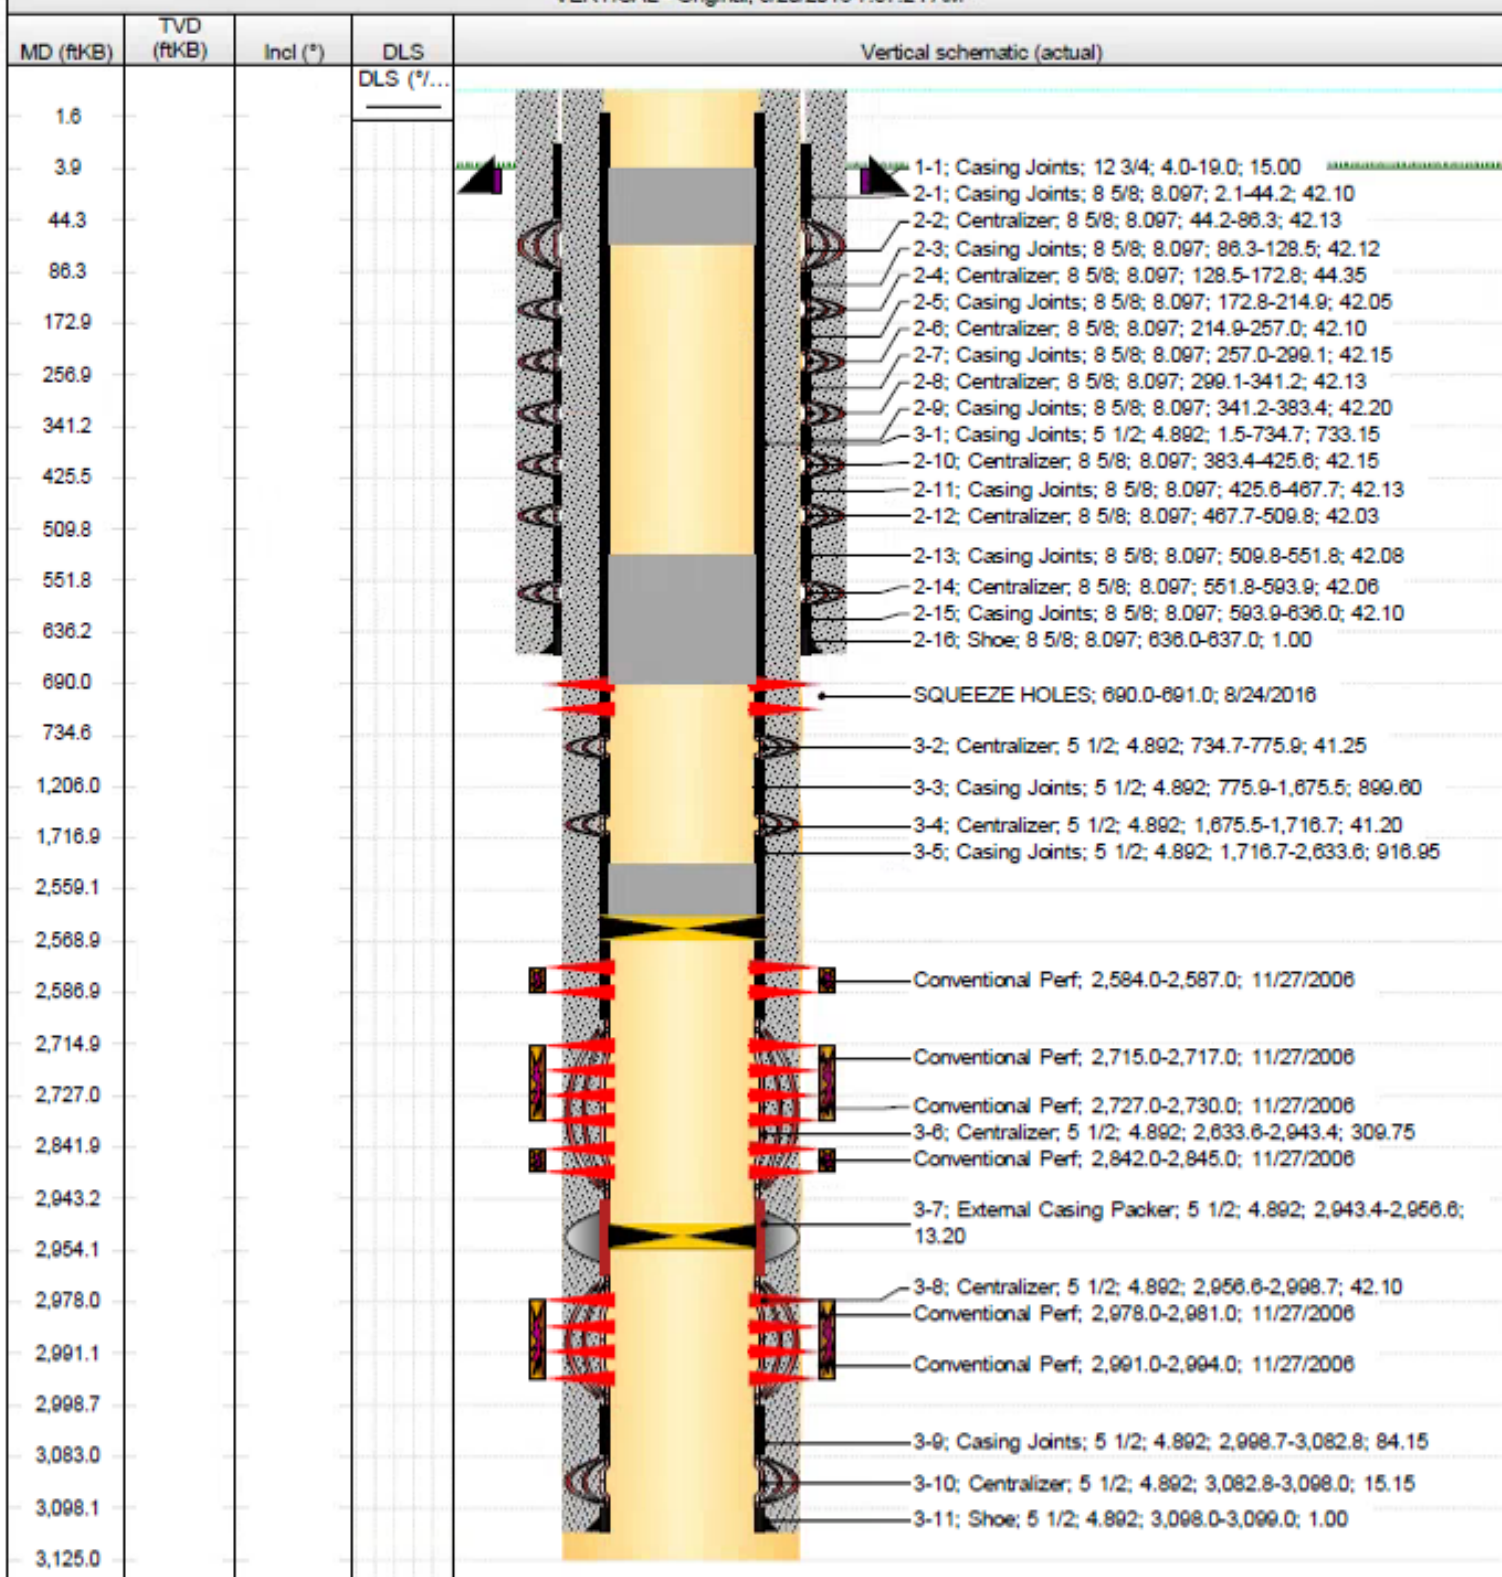 TVD
MD (ftKB) (ftKB) Incl (°) DLS Vertical schematic (actual)
DLS (°/...
1.6
3.9
44.3
86.3
172.9
256.9
341.2
425.5
509.8
551.8
636.2
690.0
734.6
1,206.0
1,716.9
2,559.1
2,568.9
2,586.9
2,714.9
2,727.0
2,841.9
2,943.2
2,954.1
2,978.0
2,991.1
2,998.7
3,083.0
3,098.1
3,125.0
1-1; Casing Joints; 12 3/4; 4.0-19.0; 15.00
2-1; Casing Joints; 8 5/8; 8.097; 2.1-44.2; 42.10
2-2; Centralizer; 8 5/8; 8.097; 44.2-86.3; 42.13
2-3; Casing Joints; 8 5/8; 8.097; 86.3-128.5; 42.12
2-4; Centralizer; 8 5/8; 8.097; 128.5-172.8; 44.35
2-5; Casing Joints; 8 5/8; 8.097; 172.8-214.9; 42.05
2-6; Centralizer; 8 5/8; 8.097; 214.9-257.0; 42.10
2-7; Casing Joints; 8 5/8; 8.097; 257.0-299.1; 42.15
2-8; Centralizer; 8 5/8; 8.097; 299.1-341.2; 42.13
2-9; Casing Joints; 8 5/8; 8.097; 341.2-383.4; 42.20
3-1; Casing Joints; 5 1/2; 4.892; 1.5-734.7; 733.15
2-10; Centralizer; 8 5/8; 8.097; 383.4-425.6; 42.15
2-11; Casing Joints; 8 5/8; 8.097; 425.6-467.7; 42.13
2-12; Centralizer; 8 5/8; 8.097; 467.7-509.8; 42.03
2-13; Casing Joints; 8 5/8; 8.097; 509.8-551.8; 42.08
2-14; Centralizer; 8 5/8; 8.097; 551.8-593.9; 42.06
2-15; Casing Joints; 8 5/8; 8.097; 593.9-636.0; 42.10
2-16; Shoe; 8 5/8; 8.097; 636.0-637.0; 1.00
SQUEEZE HOLES; 690.0-691.0; 8/24/2016
3-2; Centralizer; 5 1/2; 4.892; 734.7-775.9; 41.25
3-3; Casing Joints; 5 1/2; 4.892; 775.9-1,675.5; 899.60
3-4; Centralizer; 5 1/2; 4.892; 1,675.5-1,716.7; 41.20
3-5; Casing Joints; 5 1/2; 4.892; 1,716.7-2,633.6; 916.95
Conventional Perf; 2,584.0-2,587.0; 11/27/2006
Conventional Perf; 2,715.0-2,717.0; 11/27/2006
Conventional Perf; 2,727.0-2,730.0; 11/27/2006
3-6; Centralizer; 5 1/2; 4.892; 2,633.6-2,943.4; 309.75
Conventional Perf; 2,842.0-2,845.0; 11/27/2006
3-7; External Casing Packer; 5 1/2; 4.892; 2,943.4-2,956.6;
13.20
3-8; Centralizer; 5 1/2; 4.892; 2,956.6-2,998.7; 42.10
Conventional Perf; 2,978.0-2,981.0; 11/27/2006
Conventional Perf; 2,991.0-2,994.0; 11/27/2006
3-9; Casing Joints; 5 1/2; 4.892; 2,998.7-3,082.8; 84.15
3-10; Centralizer; 5 1/2; 4.892; 3,082.8-3,098.0; 15.15
3-11; Shoe; 5 1/2; 4.892; 3,098.0-3,099.0; 1.00